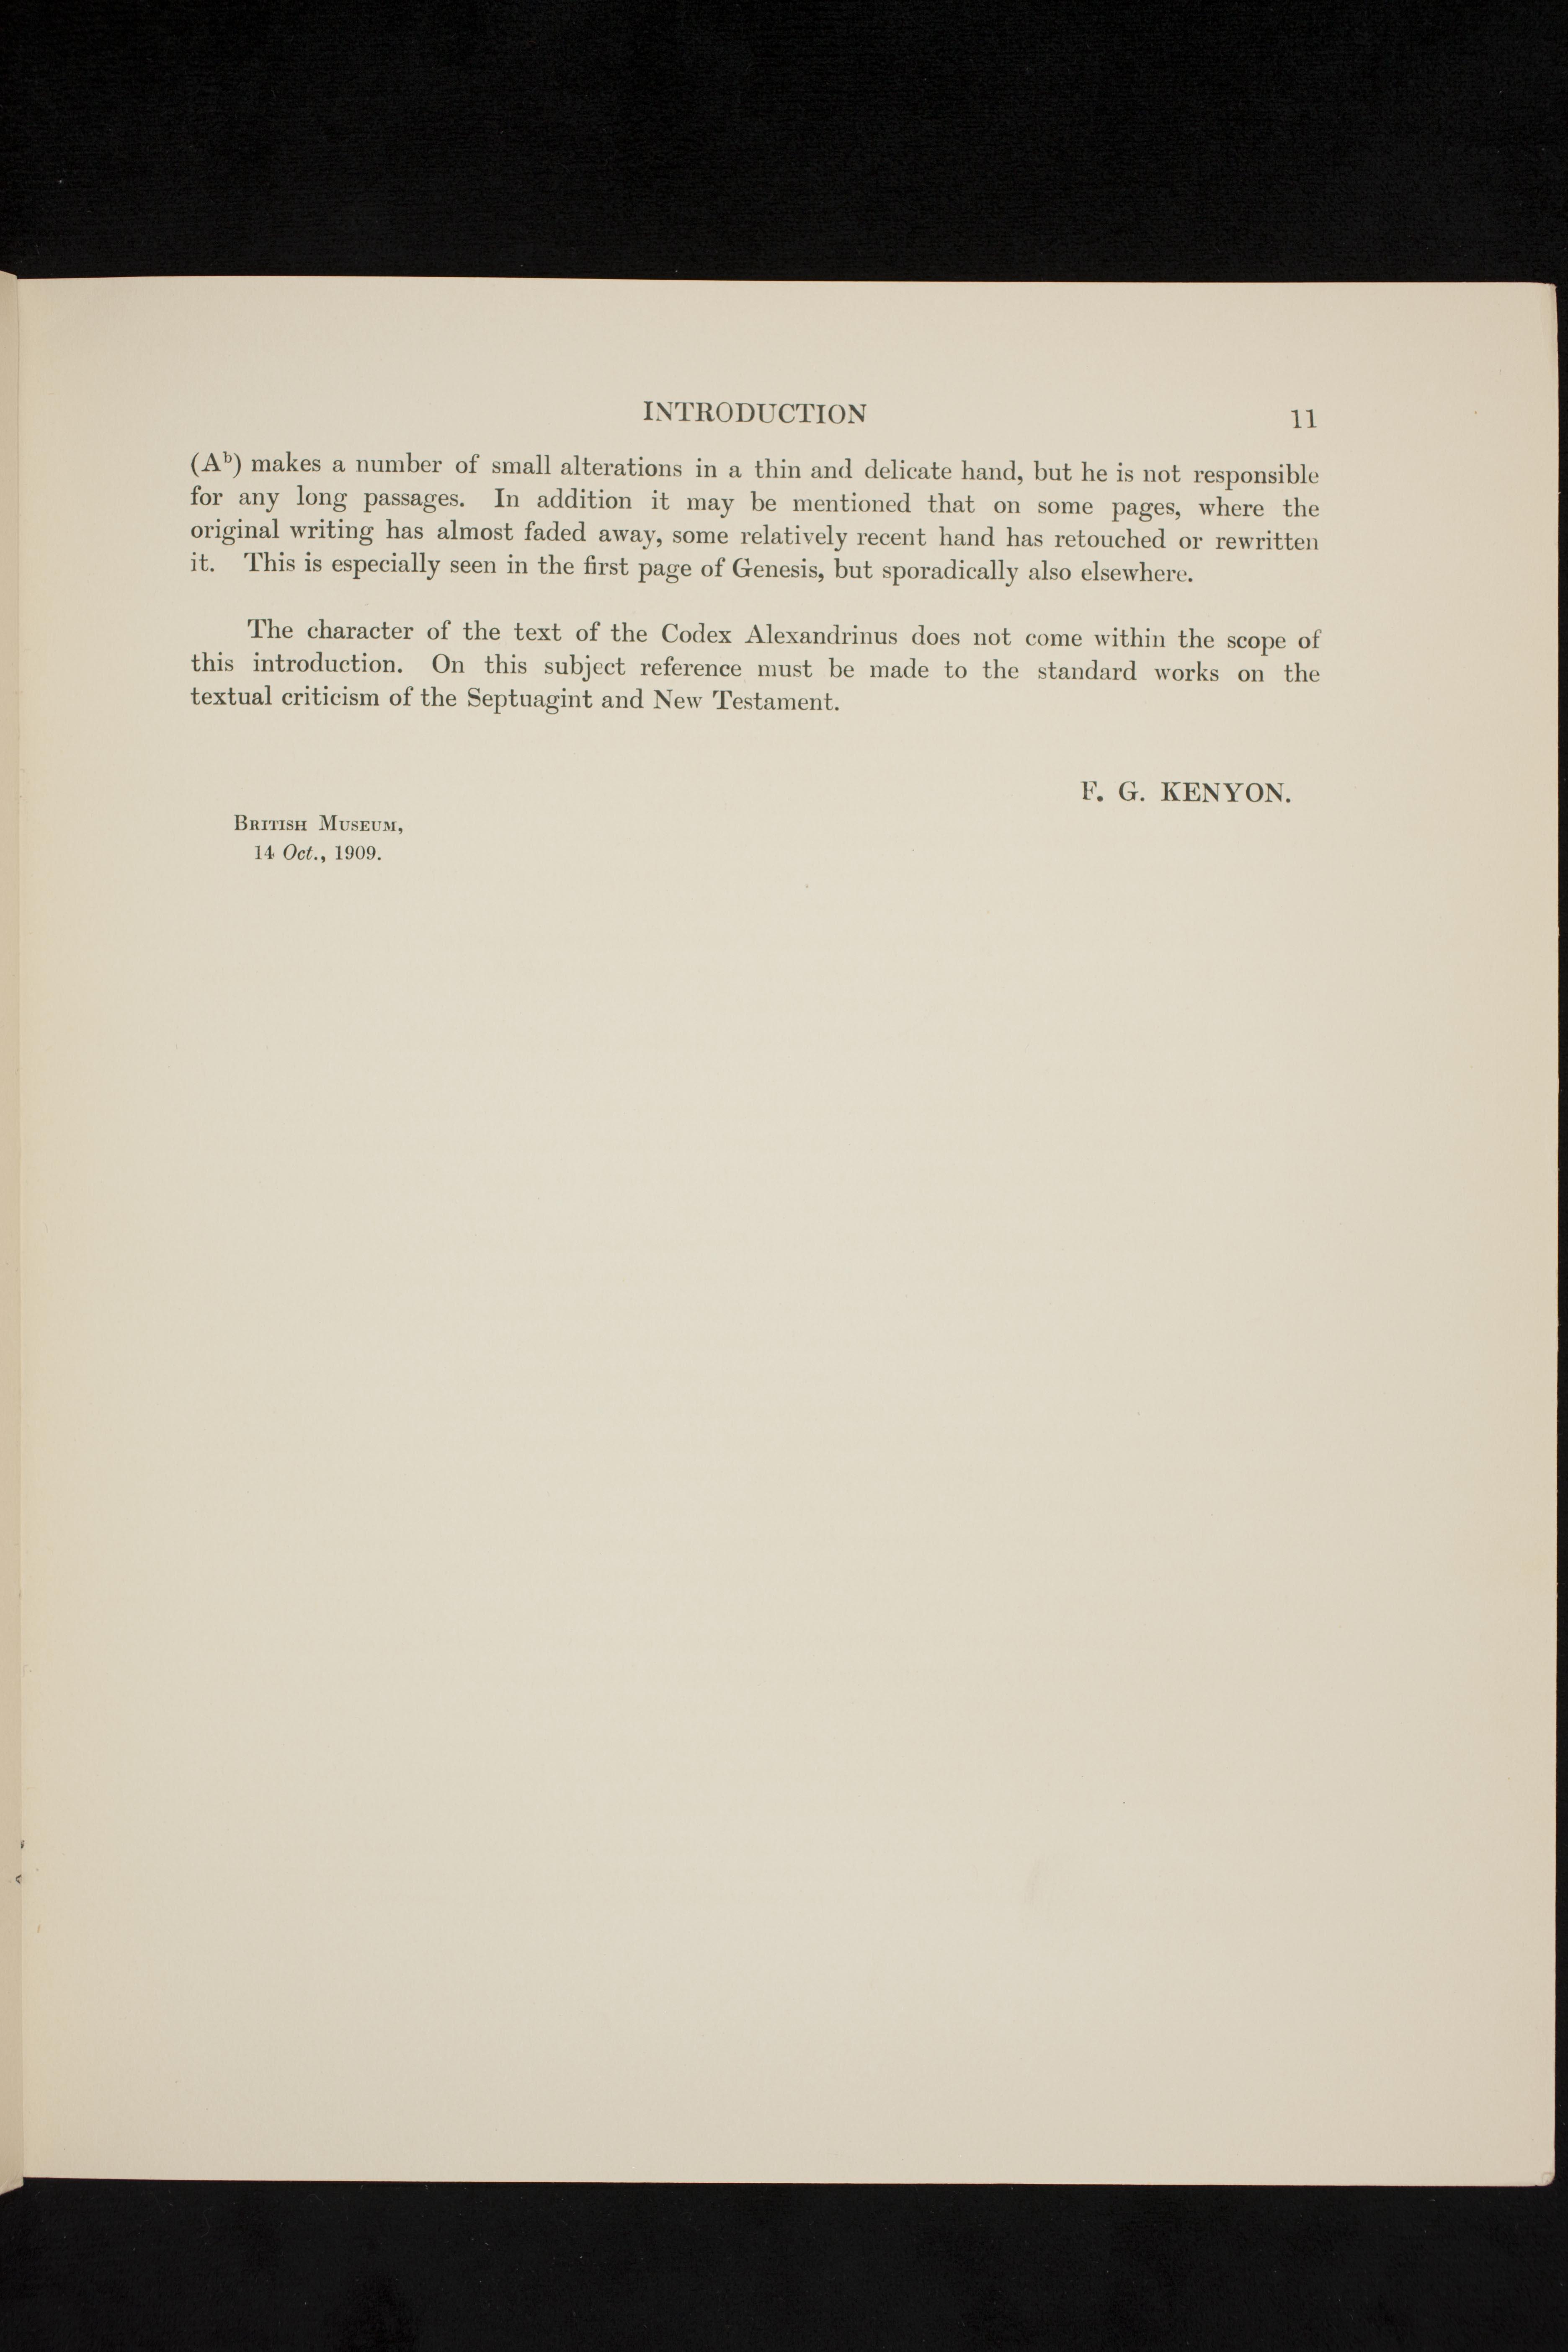 INTRODUCTION 11
(Aᵇ) makes a number of small alterations in a thin and delicate hand, but he is not responsible
for any long passages. In addition it may be mentioned that on some pages, where the
original writing has almost faded away, some relatively recent hand has retouched or rewritten
it. This is especially seen in the first page of Genesis, but sporadically also elsewhere.
The character of the text of the Codex Alexandrinus does not come within the scope of
this introduction. On this subject reference must be made to the standard works on the
textual criticism of the Septuagint and New Testament.
F. G. KENYON.
British Museum,
14 Oct., 1909.